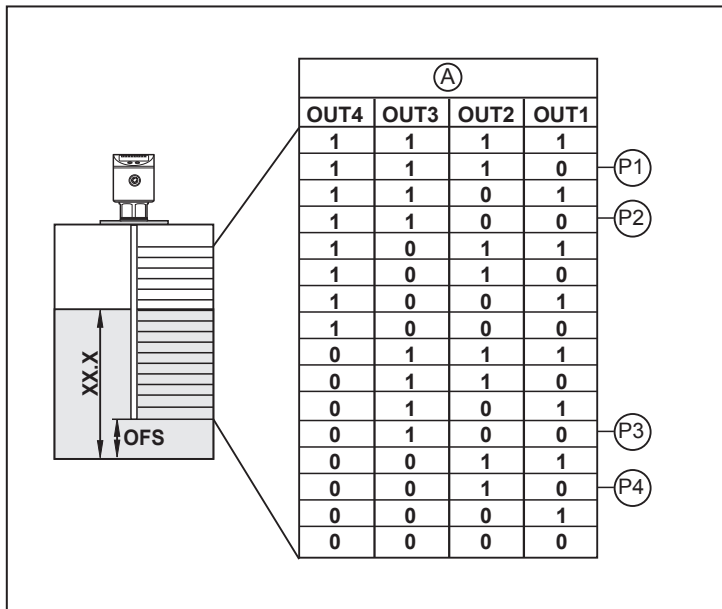 A
OUT4 OUT3 OUT2 OUT1
1 1 1 1
1 1 1 0 P1
1 1 0 1
1 1 0 0 P2
1 0 1 1
1 0 1 0
1 0 0 1
1 0 0 0
0 1 1 1
0 1 1 0
0 1 0 1
0 1 0 0 P3
0 0 1 1
0 0 1 0 P4
0 0 0 1
0 0 0 0
XX.X
OFS